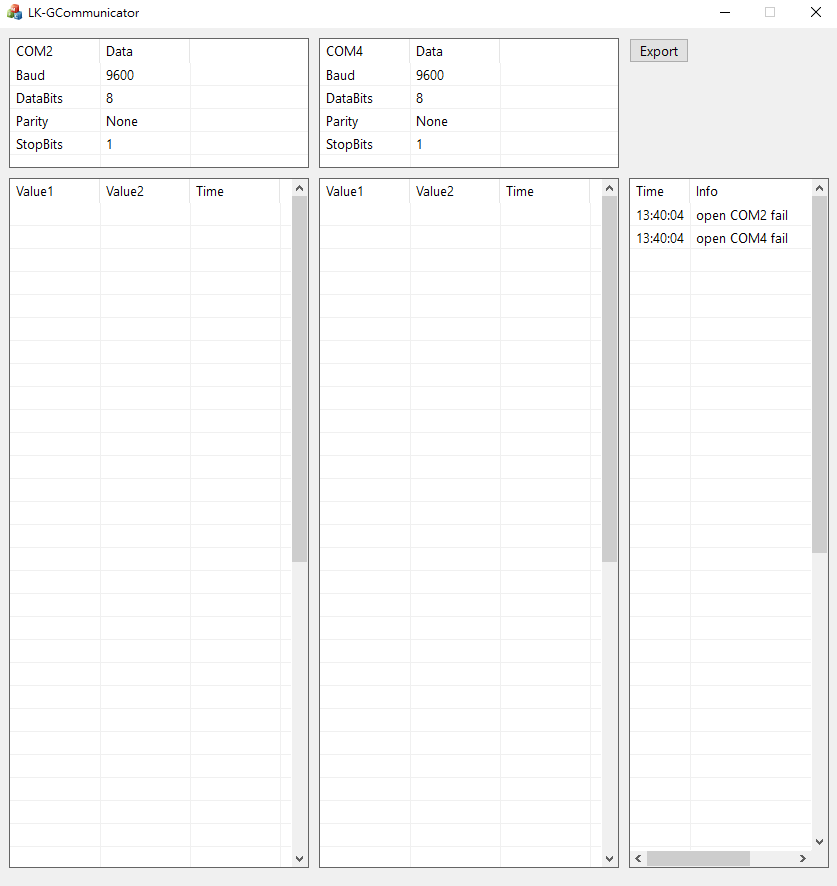 LK-GCommunicator
COM2 Data
Baud 9600
DataBits 8
Parity None
StopBits 1
COM4 Data
Baud 9600
DataBits 8
Parity None
StopBits 1
Export
Value1 Value2 Time
Value1 Value2 Time
Time Info
13:40:04 open COM2 fail
13:40:04 open COM4 fail